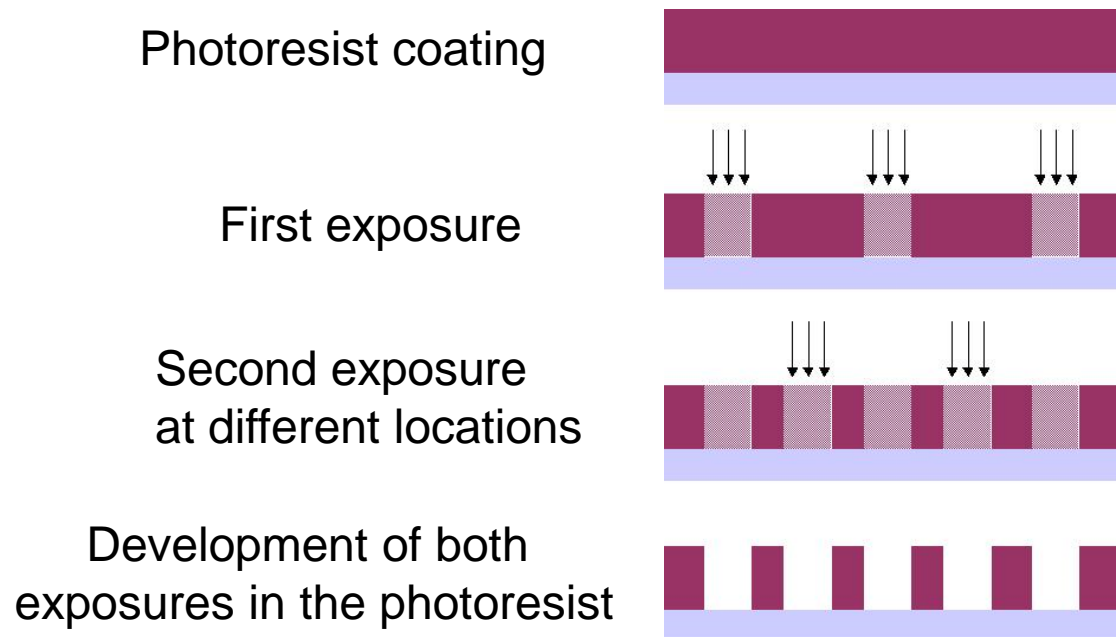 Photoresist coating
First exposure
Second exposure
at different locations
Development of both
exposures in the photoresist